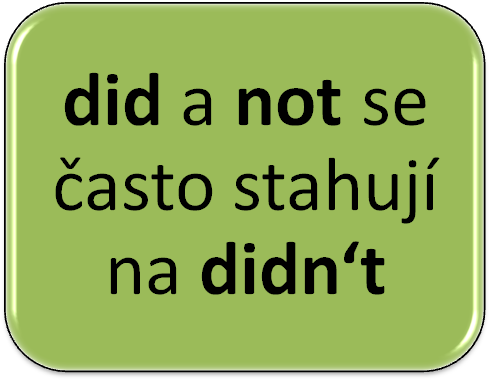 did a not se
často stahují
na didn‘t